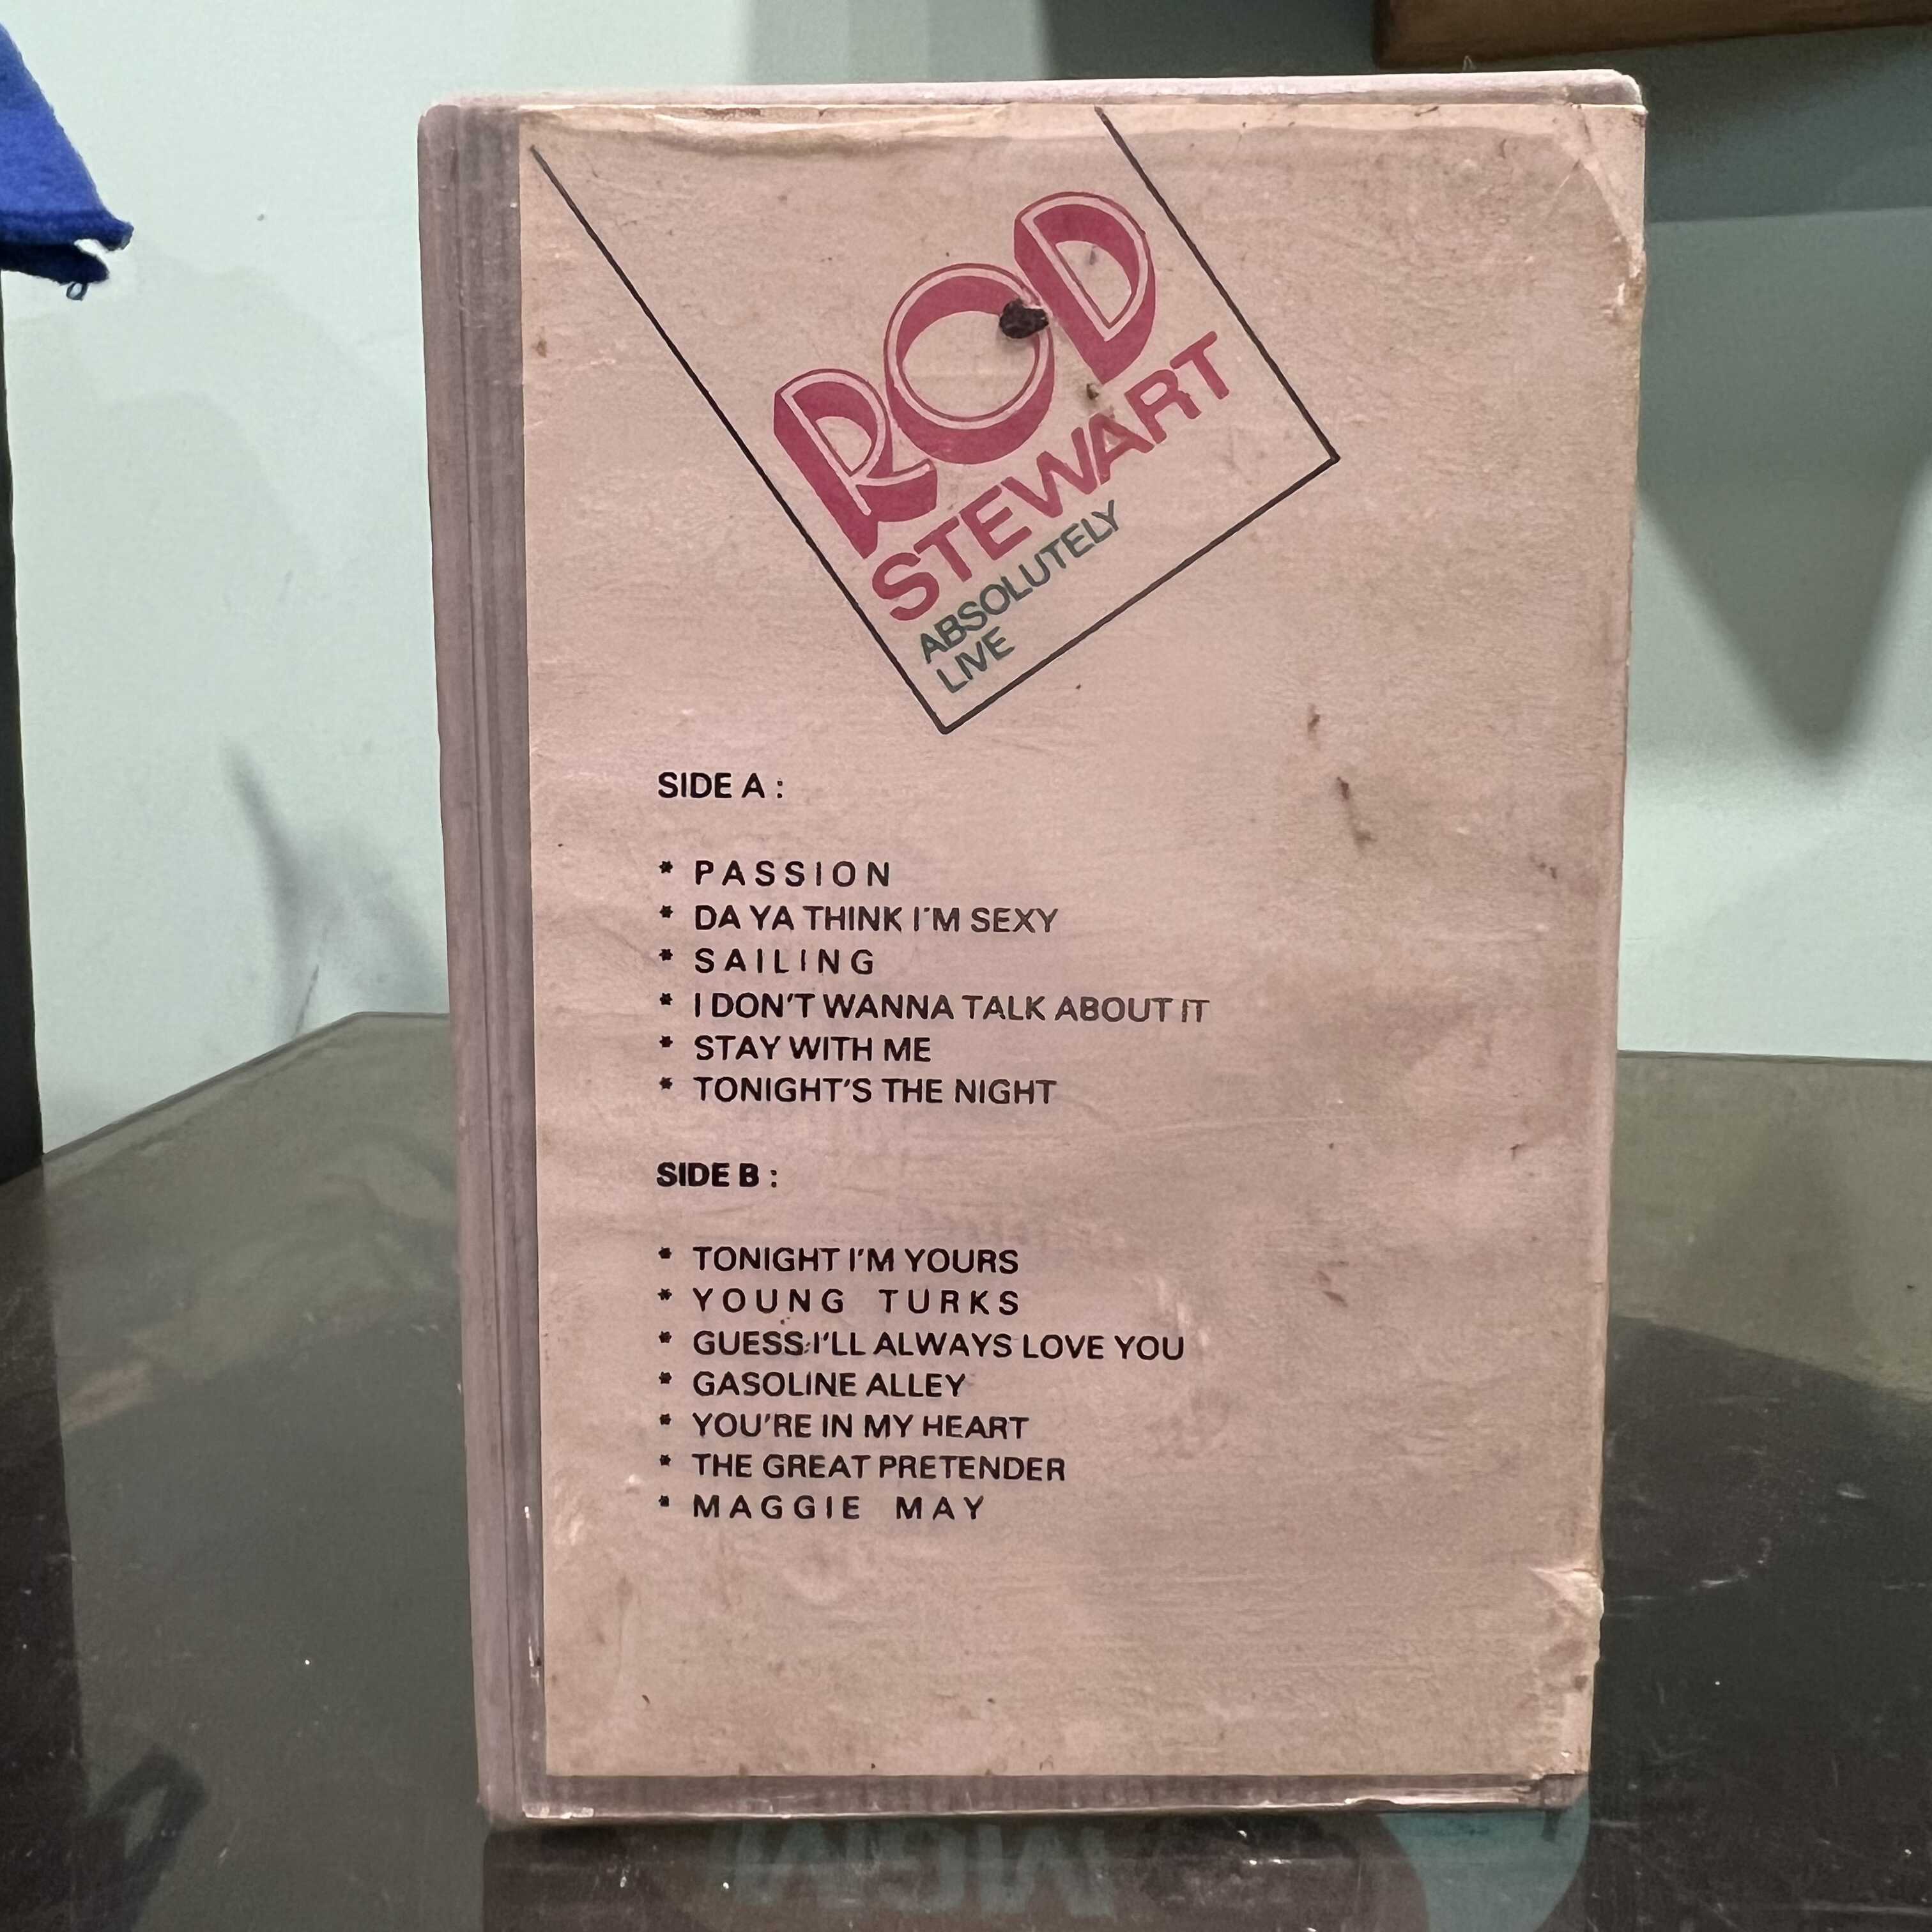 ROD
STEWART
ABSOLUTELY
LIVE
SIDE A :
* PASSION
* DA YA THINK I'M SEXY
* SAILING
* I DON'T WANNA TALK ABOUT IT
* STAY WITH ME
* TONIGHT'S THE NIGHT
SIDE B :
* TONIGHT I'M YOURS
* YOUNG TURKS
* GUESS I'LL ALWAYS LOVE YOU
* GASOLINE ALLEY
* YOU'RE IN MY HEART
* THE GREAT PRETENDER
* MAGGIE MAY